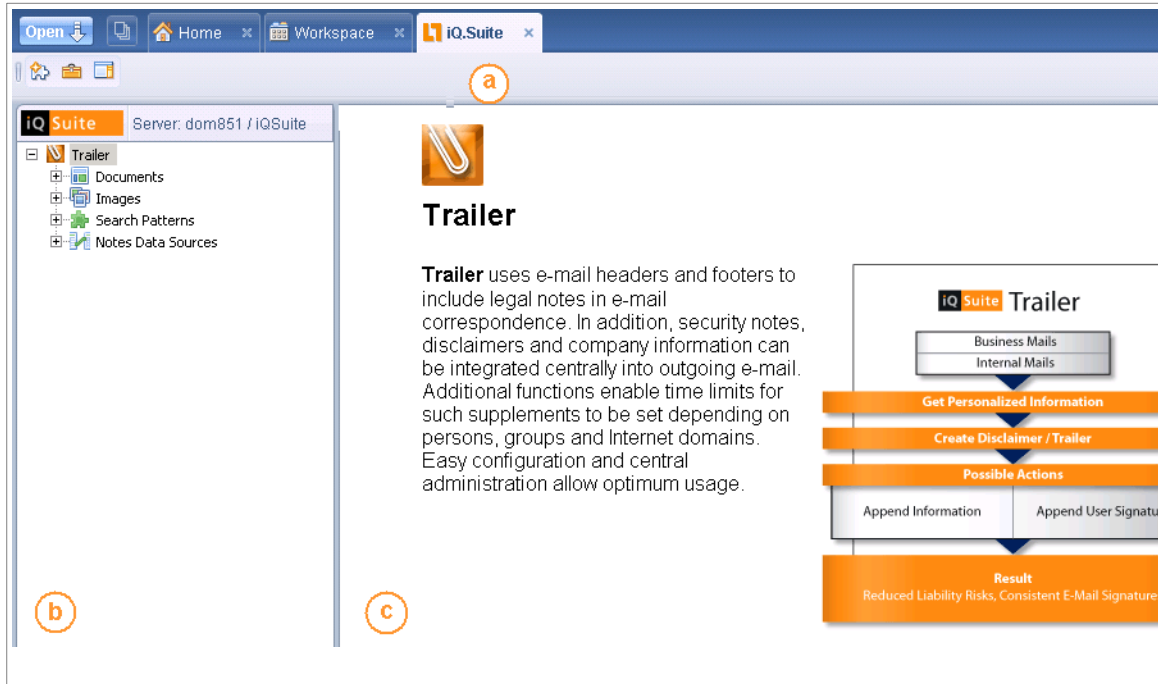 Open
Home
Workspace
iQ.Suite
a
iQ Suite
Server: dom851 / iQSuite
Trailer
Documents
Images
Search Patterns
Notes Data Sources
b
Trailer
Trailer uses e-mail headers and footers to
include legal notes in e-mail
correspondence. In addition, security notes,
disclaimers and company information can
be integrated centrally into outgoing e-mail.
Additional functions enable time limits for
such supplements to be set depending on
persons, groups and Internet domains.
Easy configuration and central
administration allow optimum usage.
c
iQ Suite Trailer
Business Mails
Internal Mails
Get Personalized Information
Create Disclaimer / Trailer
Possible Actions
Append Information
Append User Signatu
Result
Reduced Liability Risks, Consistent E-Mail Signature